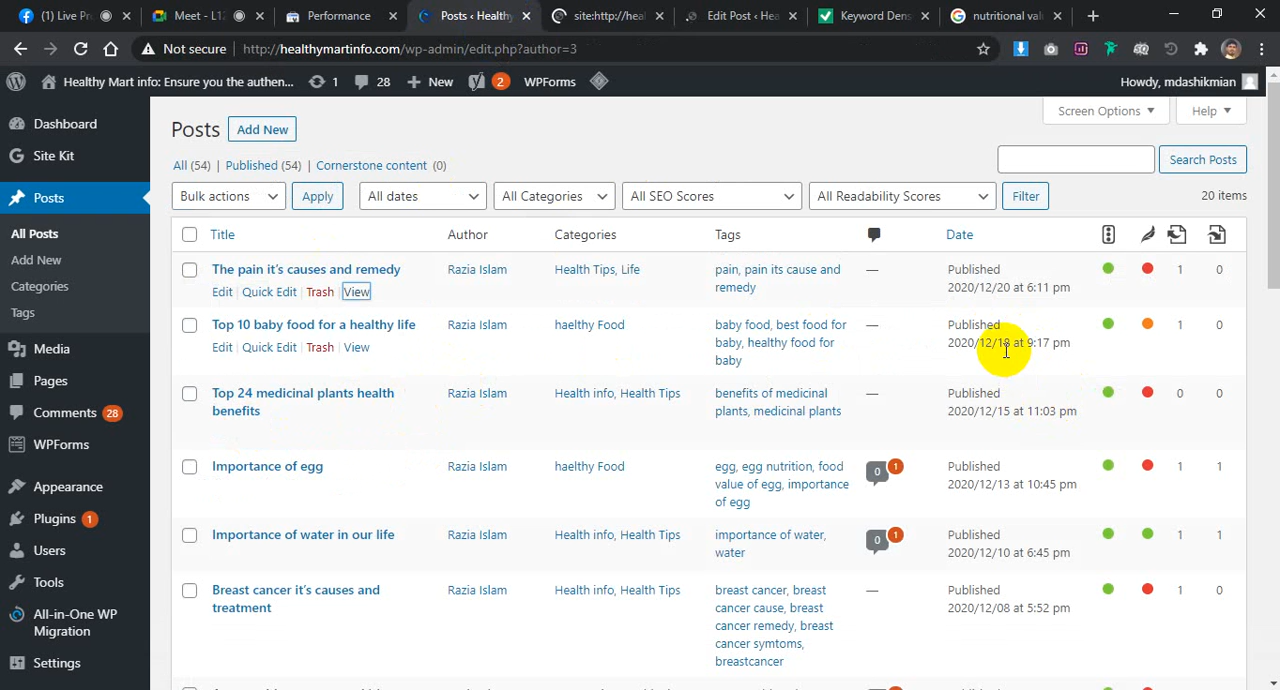 (1) Live Pr
Meet - L1
Performance
Posts ‹ Healthy
site:http://hea
Edit Post ‹ Hea
Keyword Dens
nutritional val
Not secure
http://healthymartinfo.com/wp-admin/edit.php?author=3
Healthy Mart info: Ensure you the authen...
1
28
New
2
WPForms
Howdy, mdashikmian
Dashboard
Site Kit
Posts
All Posts
Add New
Categories
Tags
Media
Pages
Comments 28
WPForms
Appearance
Plugins 1
Users
Tools
All-in-One WP
Migration
Settings
Posts
Add New
Screen Options
Help
All (54) | Published (54) | Cornerstone content (0)
Search Posts
Bulk actions
Apply
All dates
All Categories
All SEO Scores
All Readability Scores
Filter
20 items
Title
Author
Categories
Tags
Date
The pain it's causes and remedy
Edit | Quick Edit | Trash | View
Razia Islam
Health Tips, Life
pain, pain its cause and
remedy
—
Published
2020/12/20 at 6:11 pm
1
0
Top 10 baby food for a healthy life
Edit | Quick Edit | Trash | View
Razia Islam
haelthy Food
baby food, best food for
baby, healthy food for
baby
—
Published
2020/12/18 at 9:17 pm
1
0
Top 24 medicinal plants health
benefits
Razia Islam
Health info, Health Tips
benefits of medicinal
plants, medicinal plants
—
Published
2020/12/15 at 11:03 pm
0
0
Importance of egg
Razia Islam
haelthy Food
egg, egg nutrition, food
value of egg, importance
of egg
0
1
Published
2020/12/13 at 10:45 pm
1
1
Importance of water in our life
Razia Islam
Health info, Health Tips
importance of water,
water
0
1
Published
2020/12/10 at 6:45 pm
1
1
Breast cancer it's causes and
treatment
Razia Islam
Health info, Health Tips
breast cancer, breast
cancer cause, breast
cancer remedy, breast
cancer symtoms,
breastcancer
—
Published
2020/12/08 at 5:52 pm
1
0